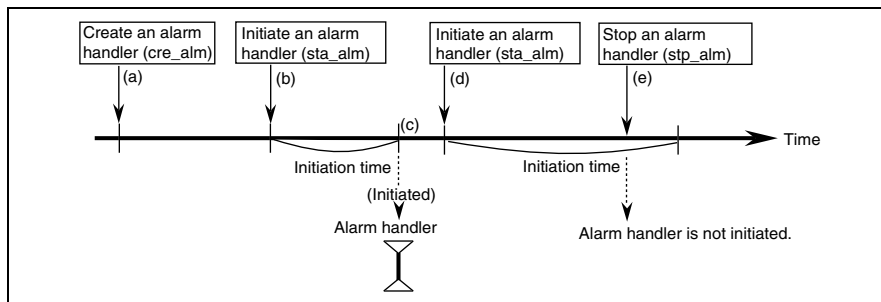 Create an alarm
handler (cre_alm)
Initiate an alarm
handler (sta_alm)
Initiate an alarm
handler (sta_alm)
Stop an alarm
handler (stp_alm)
(a)
(b)
(c)
(d)
(e)
Time
Initiation time
Initiation time
(Initiated)
Alarm handler
Alarm handler is not initiated.